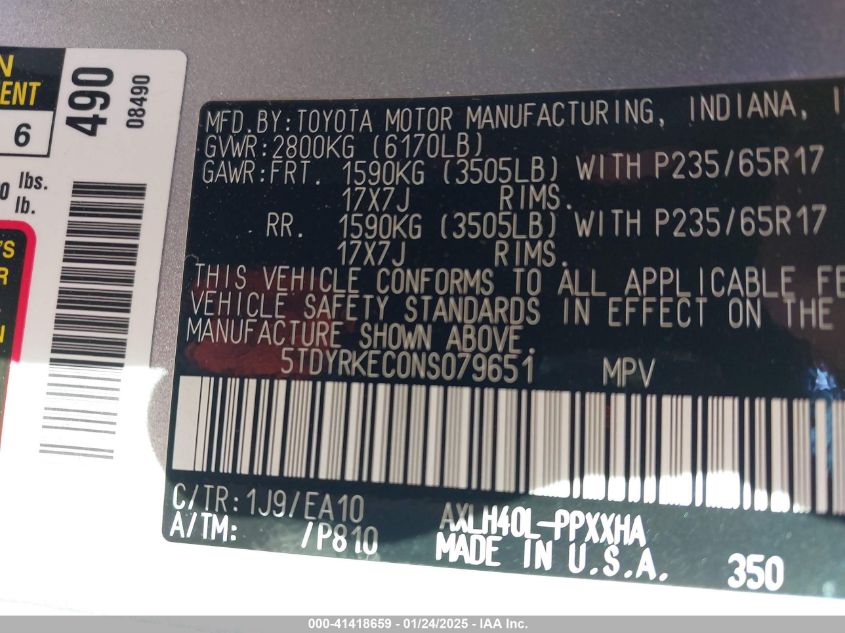 N
ENT
6
490
08490
0 lbs.
lb.
'S
R
N
MFD.BY:TOYOTA MOTOR MANUFACTURING, INDIANA, I
GVWR:2800KG (6170LB)
GAWR:FRT. 1590KG (3505LB) WITH P235/65R17
17X7J RIMS.
RR. 1590KG (3505LB) WITH P235/65R17
17X7J RIMS.
THIS VEHICLE CONFORMS TO ALL APPLICABLE FE
VEHICLE SAFETY STANDARDS IN EFFECT ON THE
MANUFACTURE SHOWN ABOVE.
5TDYRKEC0NS079651 MPV
C/TR:1J9/EA10 AXLH40L-PPXXHA
A/TM: /P810 MADE IN U.S.A. 350
000-41418659 — 01/24/2025 — IAA Inc.